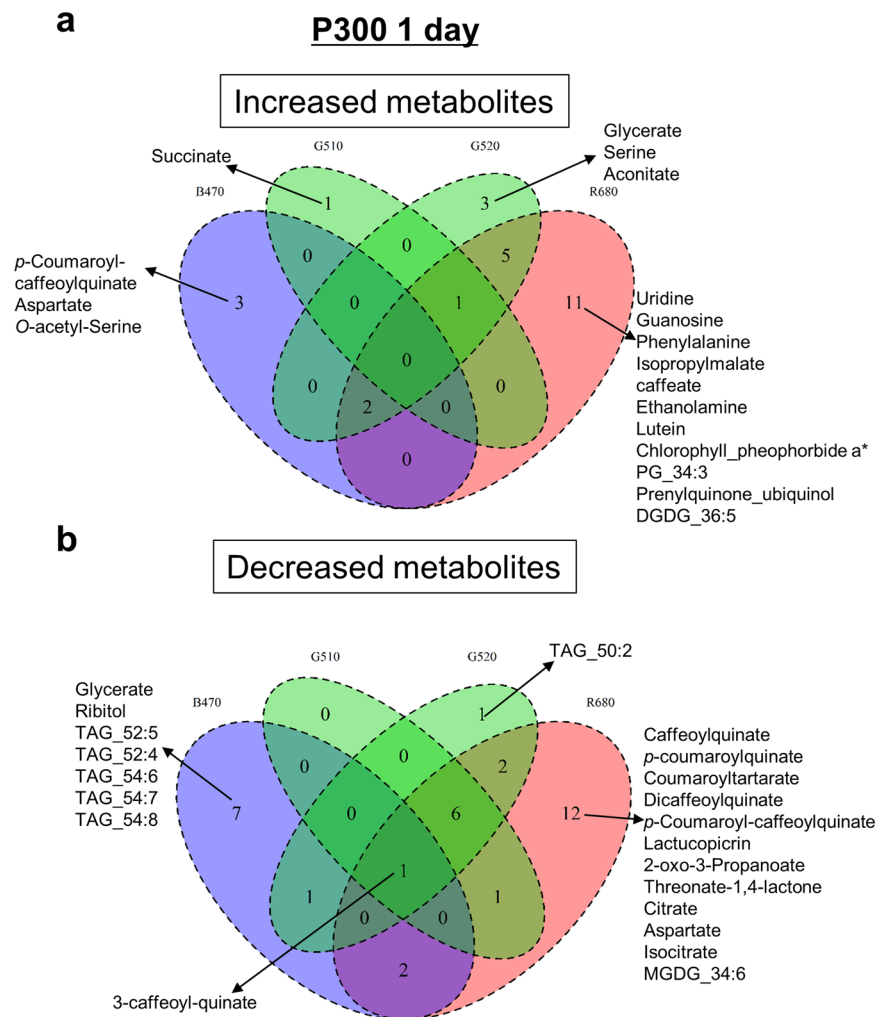 a
P300 1 day
Increased metabolites
G510
G520
B470
R680
Succinate
Glycerate
Serine
Aconitate
p-Coumaroyl-
caffeoylquinate
Aspartate
O-acetyl-Serine
1
3
0
0
5
3
0
1
11
0
0
0
2
0
0
Uridine
Guanosine
Phenylalanine
Isopropylmalate
caffeate
Ethanolamine
Lutein
Chlorophyll_pheophorbide a*
PG_34:3
Prenylquinone_ubiquinol
DGDG_36:5
b
Decreased metabolites
G510
G520
B470
R680
TAG_50:2
Glycerate
Ribitol
TAG_52:5
TAG_52:4
TAG_54:6
TAG_54:7
TAG_54:8
0
1
0
0
2
7
0
6
12
1
1
1
0
0
2
Caffeoylquinate
p-coumaroylquinate
Coumaroyltartarate
Dicaffeoylquinate
p-Coumaroyl-caffeoylquinate
Lactucopicrin
2-oxo-3-Propanoate
Threonate-1,4-lactone
Citrate
Aspartate
Isocitrate
MGDG_34:6
3-caffeoyl-quinate